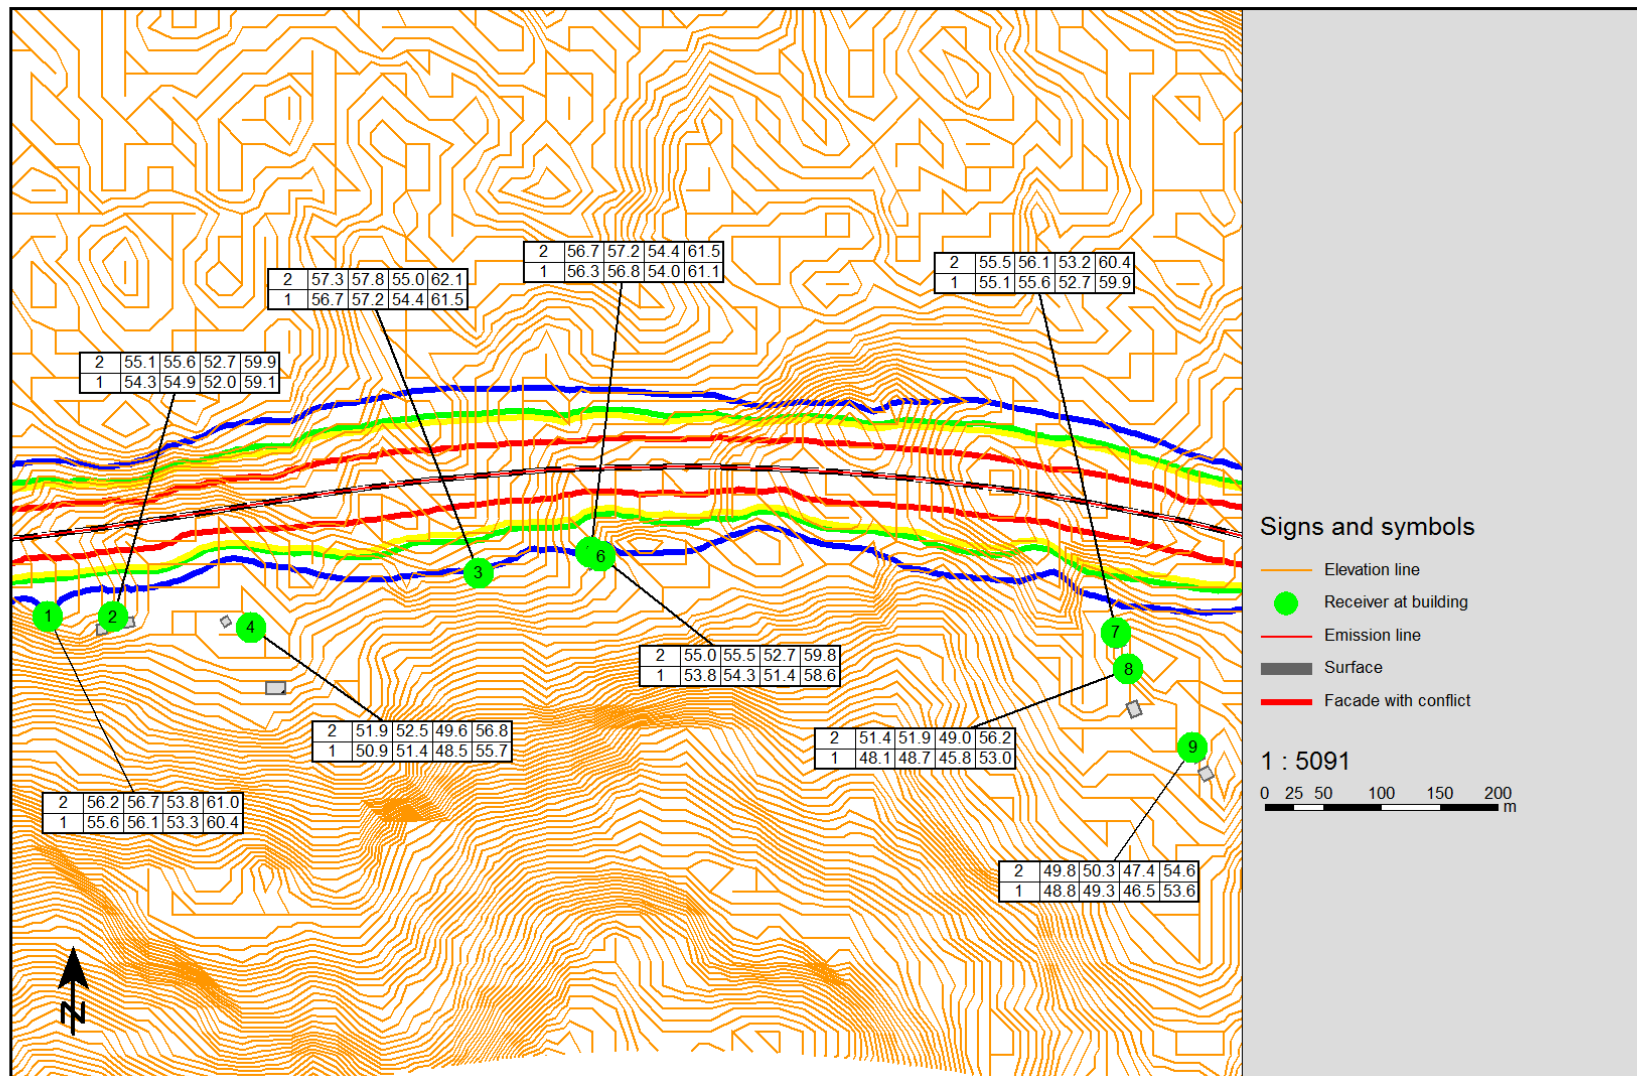 2 56.7 57.2 54.4 61.5
1 56.3 56.8 54.0 61.1
2 55.5 56.1 53.2 60.4
1 55.1 55.6 52.7 59.9
2 57.3 57.8 55.0 62.1
1 56.7 57.2 54.4 61.5
2 55.1 55.6 52.7 59.9
1 54.3 54.9 52.0 59.1
6
3
1
2
4
7
8
9
2 55.0 55.5 52.7 59.8
1 53.8 54.3 51.4 58.6
2 51.9 52.5 49.6 56.8
1 50.9 51.4 48.5 55.7
2 51.4 51.9 49.0 56.2
1 48.1 48.7 45.8 53.0
2 56.2 56.7 53.8 61.0
1 55.6 56.1 53.3 60.4
2 49.8 50.3 47.4 54.6
1 48.8 49.3 46.5 53.6
N
Signs and symbols
Elevation line
Receiver at building
Emission line
Surface
Facade with conflict
1 : 5091
0 25 50 100 150 200
m